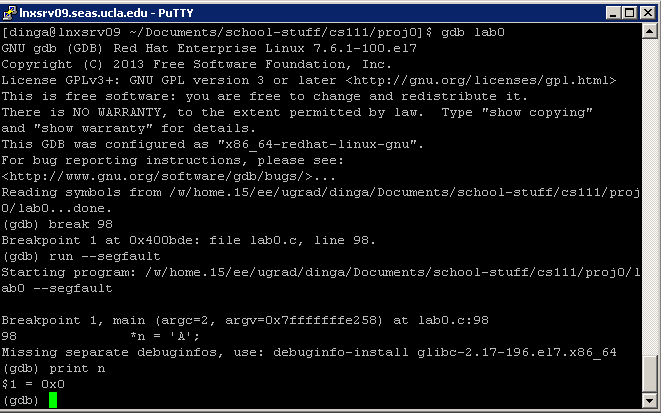 lnxsrv09.seas.ucla.edu - PuTTY
[dinga@lnxsrv09 ~/Documents/school-stuff/cs111/proj0]$ gdb lab0
GNU gdb (GDB) Red Hat Enterprise Linux 7.6.1-100.el7
Copyright (C) 2013 Free Software Foundation, Inc.
License GPLv3+: GNU GPL version 3 or later <http://gnu.org/licenses/gpl.html>
This is free software: you are free to change and redistribute it.
There is NO WARRANTY, to the extent permitted by law.  Type "show copying"
and "show warranty" for details.
This GDB was configured as "x86_64-redhat-linux-gnu".
For bug reporting instructions, please see:
<http://www.gnu.org/software/gdb/bugs/>...
Reading symbols from /w/home.15/ee/ugrad/dinga/Documents/school-stuff/cs111/proj
0/lab0...done.
(gdb) break 98
Breakpoint 1 at 0x400bde: file lab0.c, line 98.
(gdb) run --segfault
Starting program: /w/home.15/ee/ugrad/dinga/Documents/school-stuff/cs111/proj0/l
ab0 --segfault
Breakpoint 1, main (argc=2, argv=0x7fffffffe258) at lab0.c:98
98              *n = 'A';
Missing separate debuginfos, use: debuginfo-install glibc-2.17-196.el7.x86_64
(gdb) print n
$1 = 0x0
(gdb)